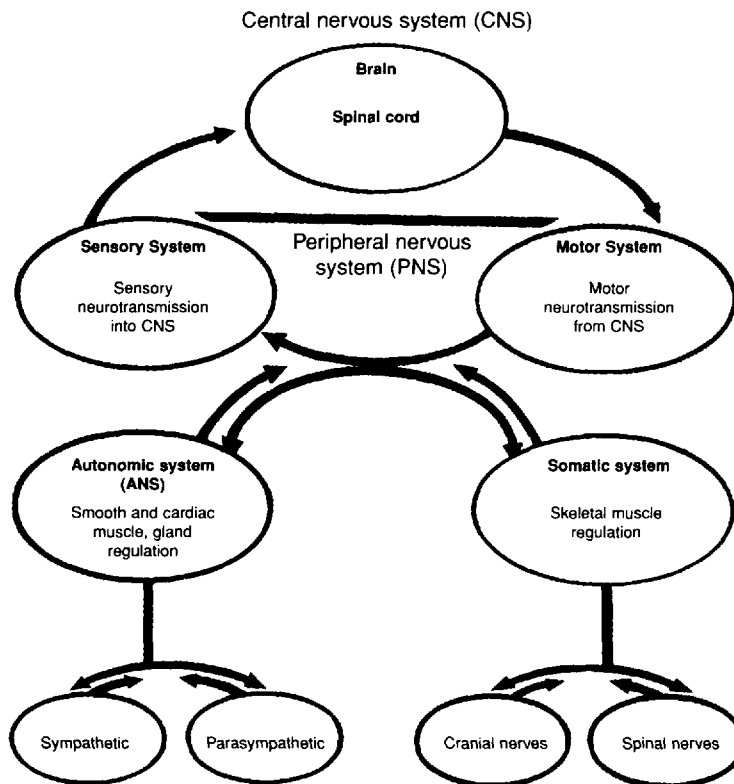 Central nervous system (CNS)
Brain
Spinal cord
Sensory System
Sensory
neurotransmission
into CNS
Peripheral nervous
system (PNS)
Motor System
Motor
neurotransmission
from CNS
Autonomic system
(ANS)
Smooth and cardiac
muscle, gland
regulation
Somatic system
Skeletal muscle
regulation
Sympathetic
Parasympathetic
Cranial nerves
Spinal nerves